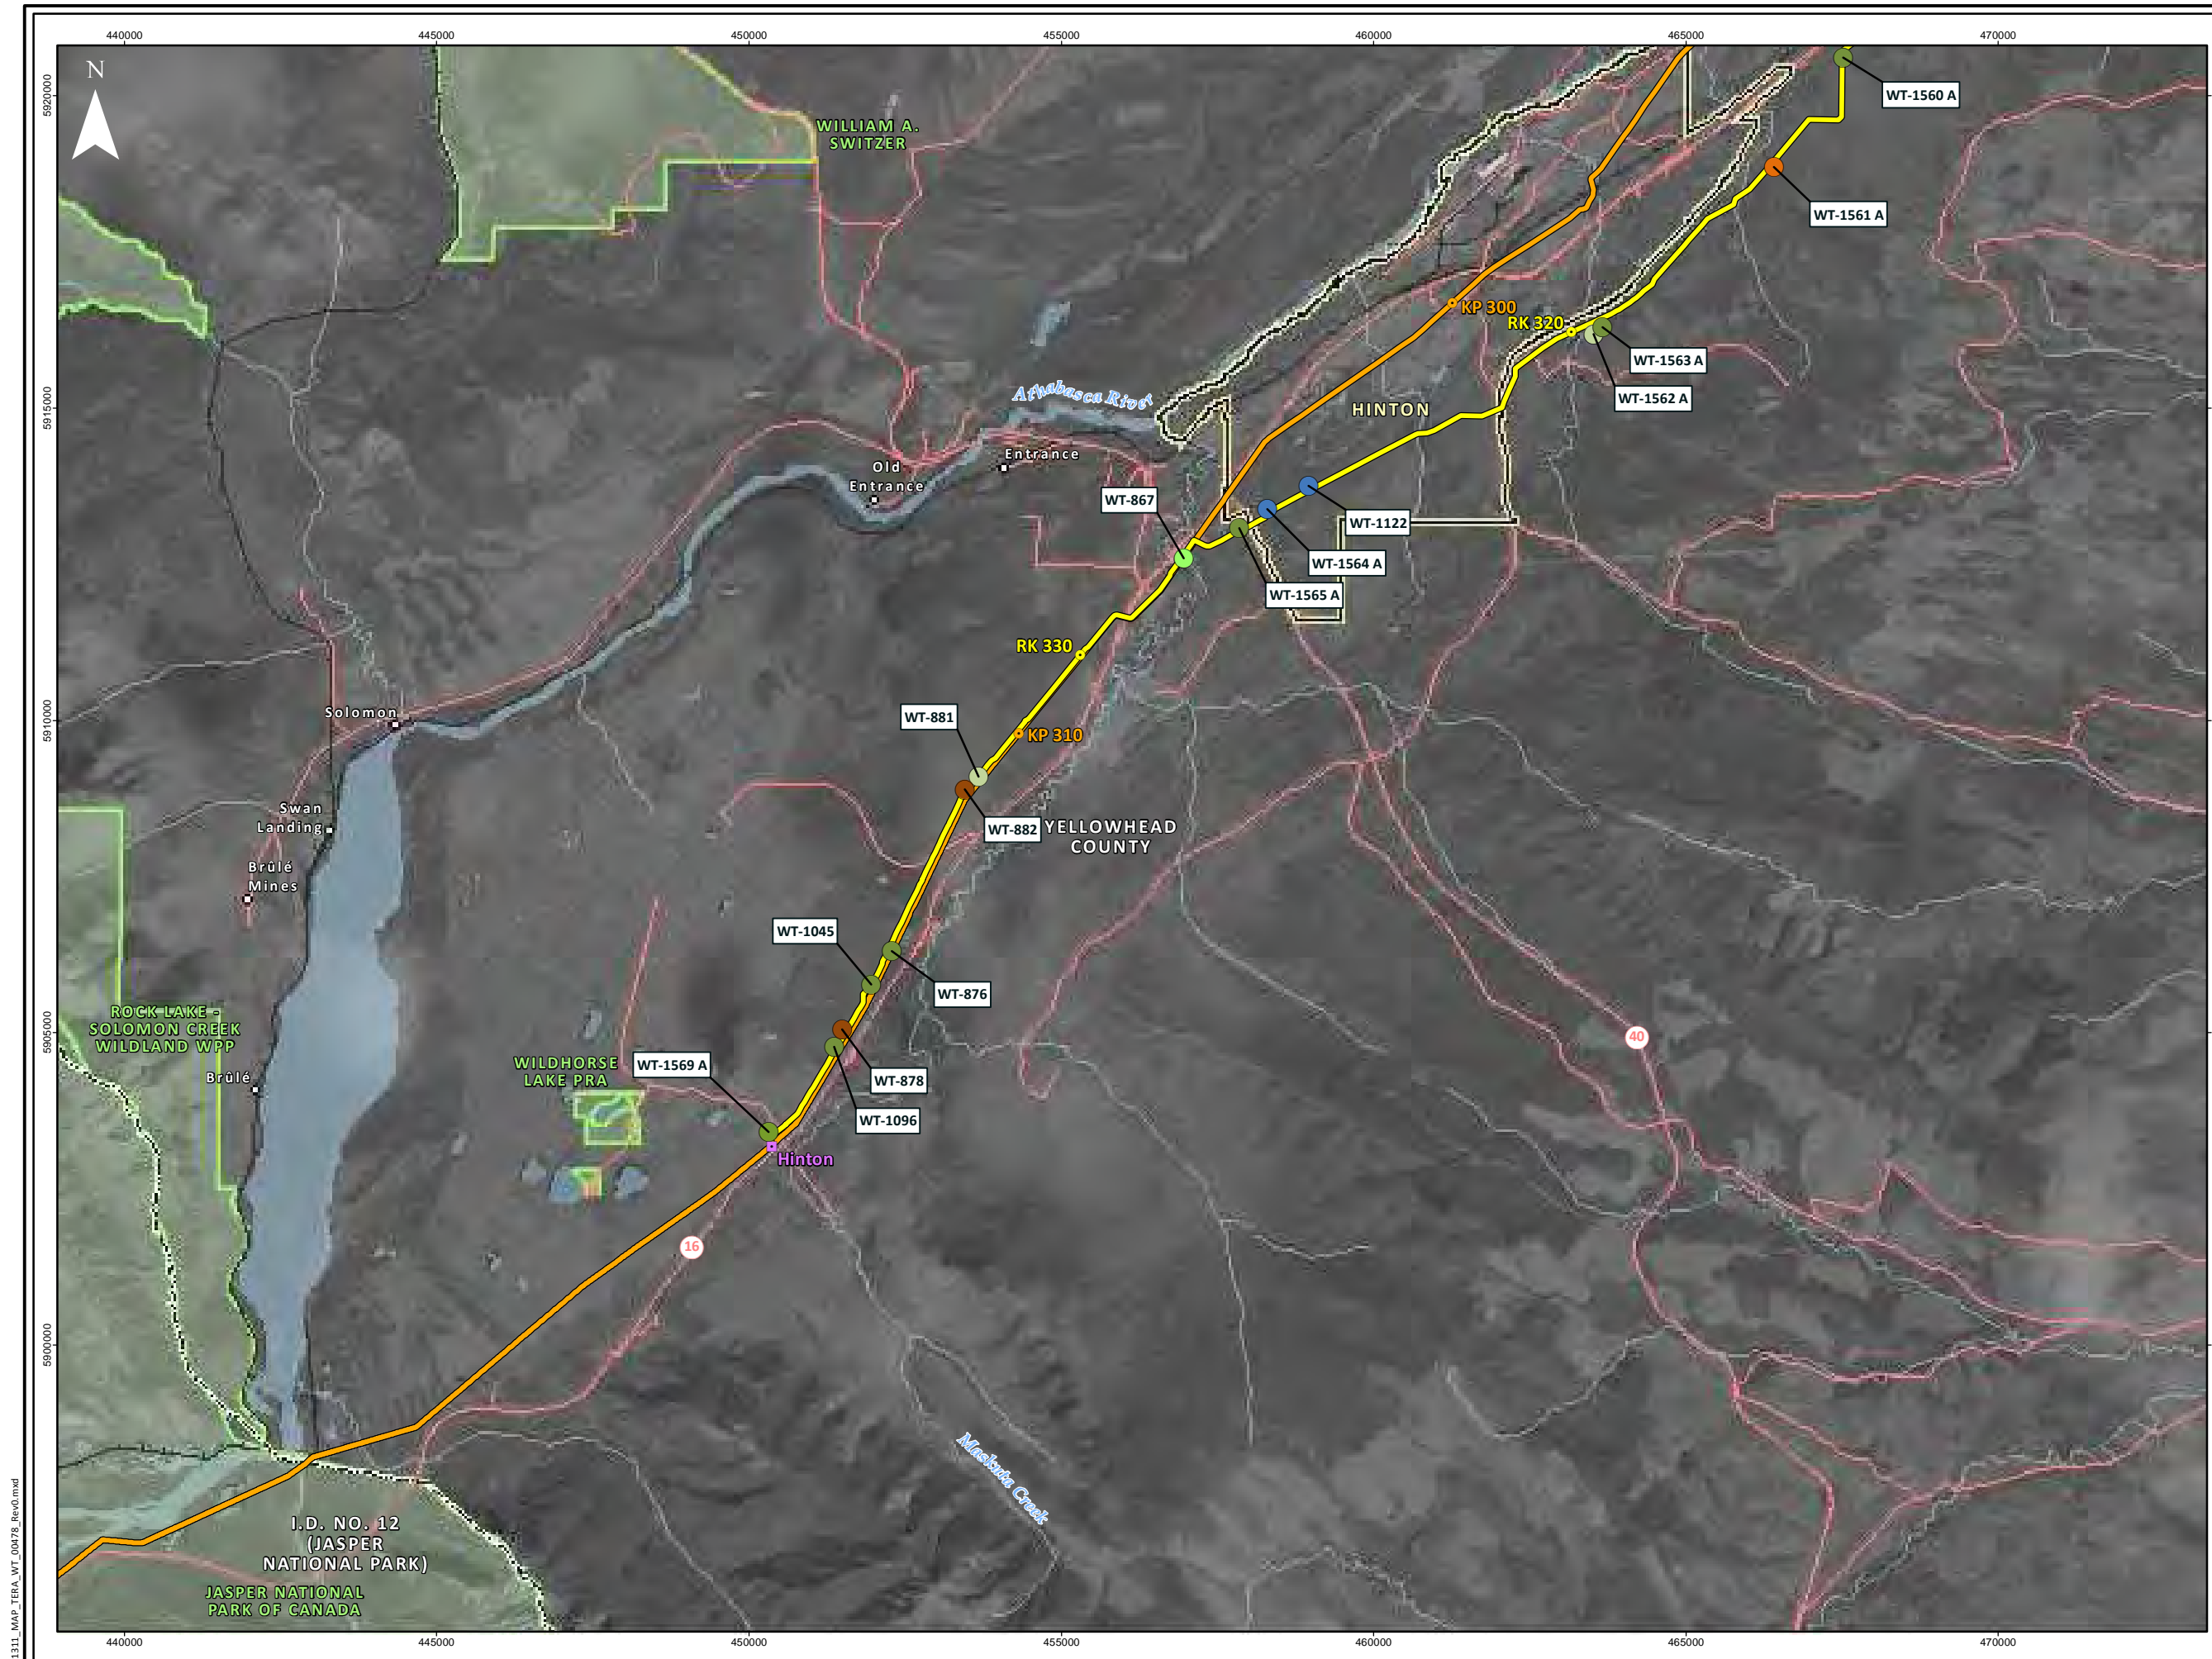 440000
445000
450000
455000
460000
465000
470000
N
5920000
5915000
5910000
5905000
5900000
WILLIAM A.
SWITZER
WT-1560 A
WT-1561 A
KP 300
RK 320
WT-1563 A
WT-1562 A
Athabasca River
HINTON
Entrance
Old
Entrance
WT-867
WT-1122
WT-1564 A
WT-1565 A
RK 330
Solomon
WT-881
KP 310
Swan
Landing
WT-882
YELLOWHEAD
COUNTY
Brûlé
Mines
WT-1045
WT-876
ROCK LAKE -
SOLOMON CREEK
WILDLAND WPP
40
WILDHORSE
LAKE PRA
WT-1569 A
Brûlé
WT-878
WT-1096
Hinton
16
Maskuta Creek
I.D. NO. 12
(JASPER
NATIONAL PARK)
JASPER NATIONAL
PARK OF CANADA
1311_MAP_TERA_WT_00478_Rev0.mxd
440000
445000
450000
455000
460000
465000
470000